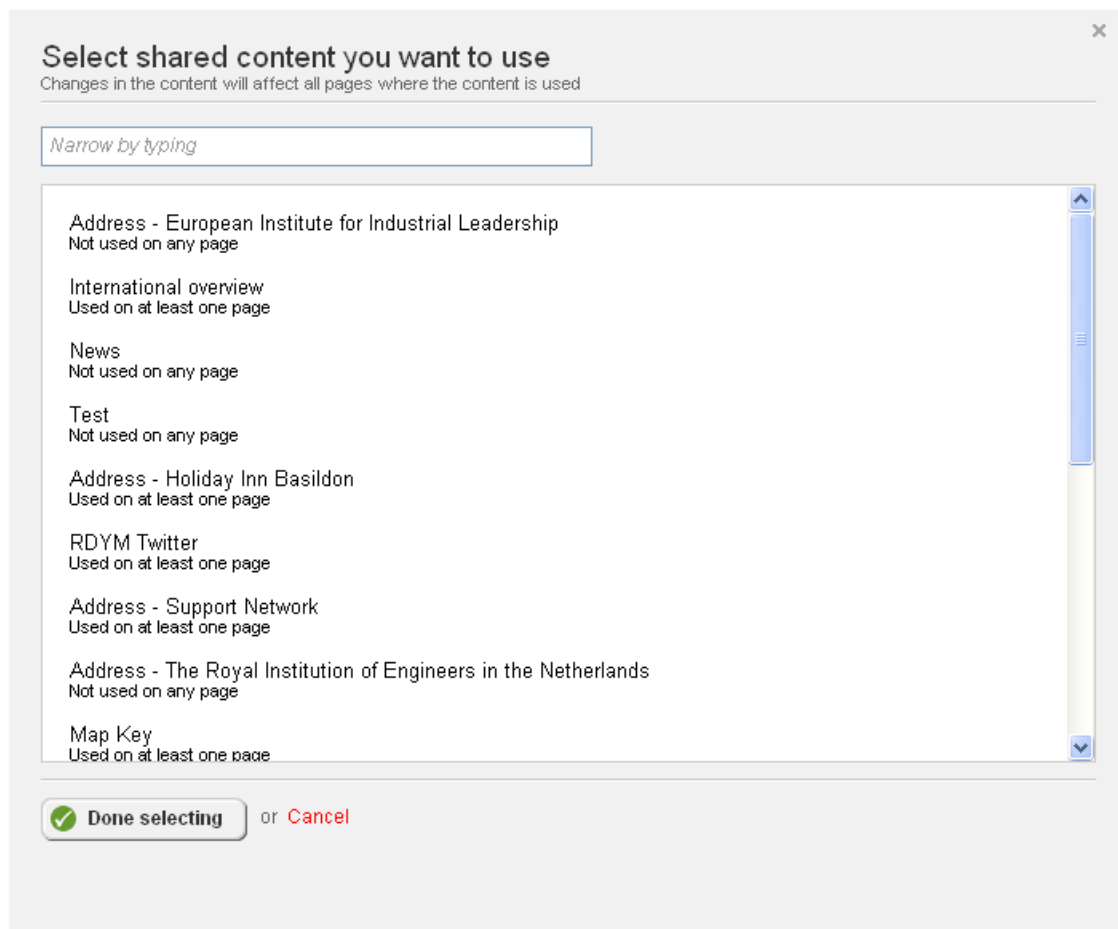 Select shared content you want to use
Changes in the content will affect all pages where the content is used
Narrow by typing
Address - European Institute for Industrial Leadership
Not used on any page
International overview
Used on at least one page
News
Not used on any page
Test
Not used on any page
Address - Holiday Inn Basildon
Used on at least one page
RDYM Twitter
Used on at least one page
Address - Support Network
Used on at least one page
Address - The Royal Institution of Engineers in the Netherlands
Not used on any page
Map Key
Used on at least one page
Done selecting or Cancel